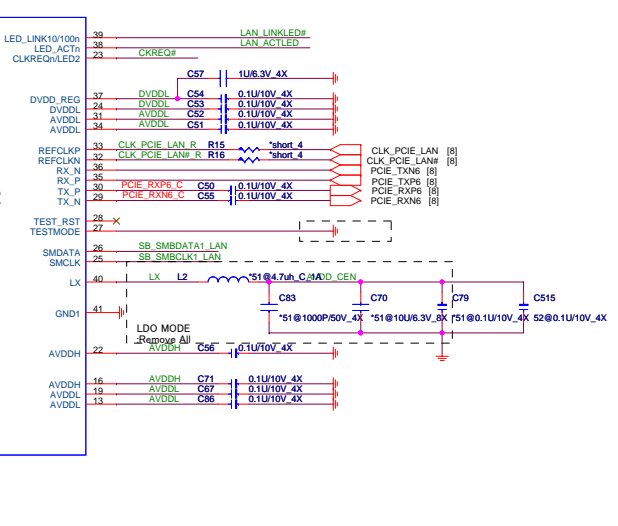 LED_LINK10/100n 39 LAN_LINKLED#
LED_ACTn 38 LAN_ACTLED
CLKREQn/LED2 23 CKREQ#
C57 1U/6.3V_4X
DVDD_REG 37 DVDDL C54 0.1U/10V_4X
DVDDL 24 DVDDL C53 0.1U/10V_4X
AVDDL 31 AVDDL C52 0.1U/10V_4X
AVDDL 34 AVDDL C51 0.1U/10V_4X
REFCLKP 33 CLK_PCIE_LAN_R R15 *short_4 CLK_PCIE_LAN [8]
REFCLKN 32 CLK_PCIE_LAN#_R R16 *short_4 CLK_PCIE_LAN# [8]
RX_N 36 PCIE_TXN6 [8]
RX_P 35 PCIE_TXP6 [8]
TX_P 30 PCIE_RXP6_C C50 0.1U/10V_4X PCIE_RXP6 [8]
TX_N 29 PCIE_RXN6_C C55 0.1U/10V_4X PCIE_RXN6 [8]
TEST_RST 28
TESTMODE 27
SMDATA 26 SB_SMBDATA1_LAN
SMCLK 25 SB_SMBCLK1_LAN
LX 40 LX L2 *51@4.7uh_C_1A
C83 C70 C79 C515
*51@1000P/50V_4X *51@10U/6.3V_8X *51@0.1U/10V_4X 52@0.1U/10V_4X
GND1 41
LDO MODE
:Remove All
AVDDH 22 AVDDH C56 0.1U/10V_4X
AVDDH 16 AVDDH C71 0.1U/10V_4X
AVDDL 19 AVDDL C67 0.1U/10V_4X
AVDDL 13 AVDDL C86 0.1U/10V_4X